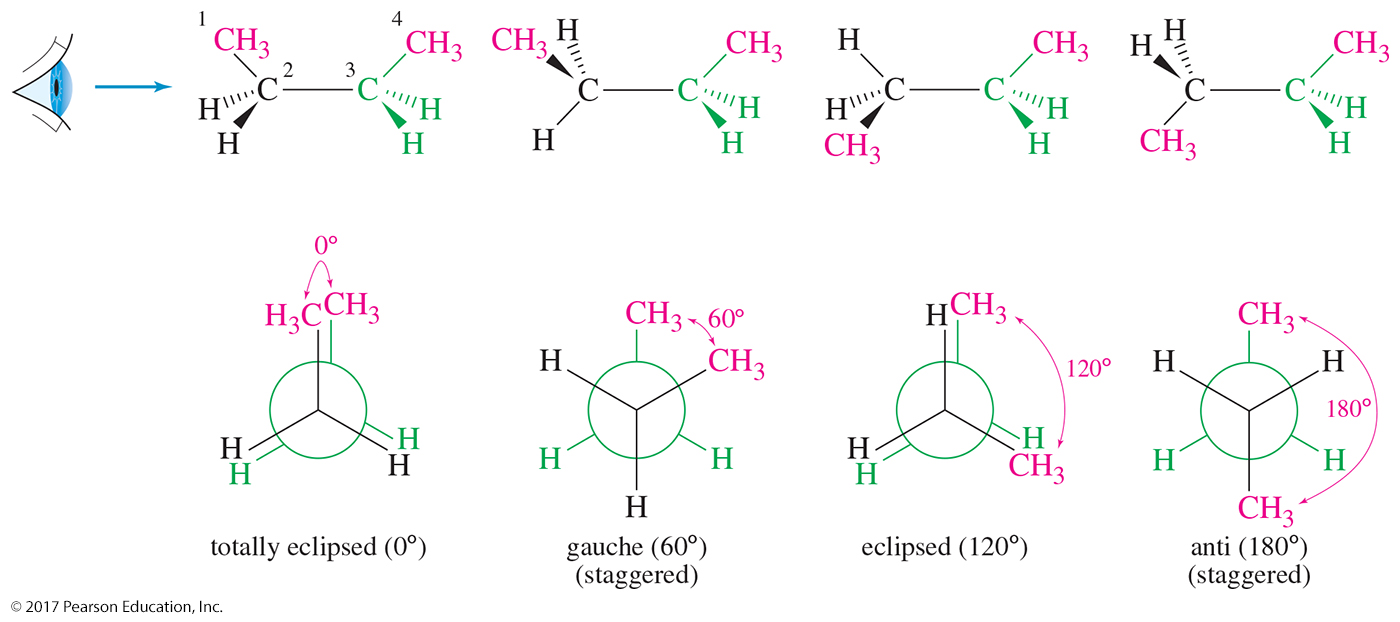 1 CH₃ 4 CH₃
2 3
C C
H H
H H
CH₃ H CH₃
C C
H H
H
H CH₃
C C
H H
CH₃ H
H H CH₃
C C
H
CH₃ H
0°
H₃C CH₃
H H
H H
CH₃ 60°
H CH₃
H H
H
H CH₃
120°
H H
H CH₃
CH₃
H H
180°
H H
CH₃
totally eclipsed (0°)
gauche (60°)
(staggered)
eclipsed (120°)
anti (180°)
(staggered)
© 2017 Pearson Education, Inc.